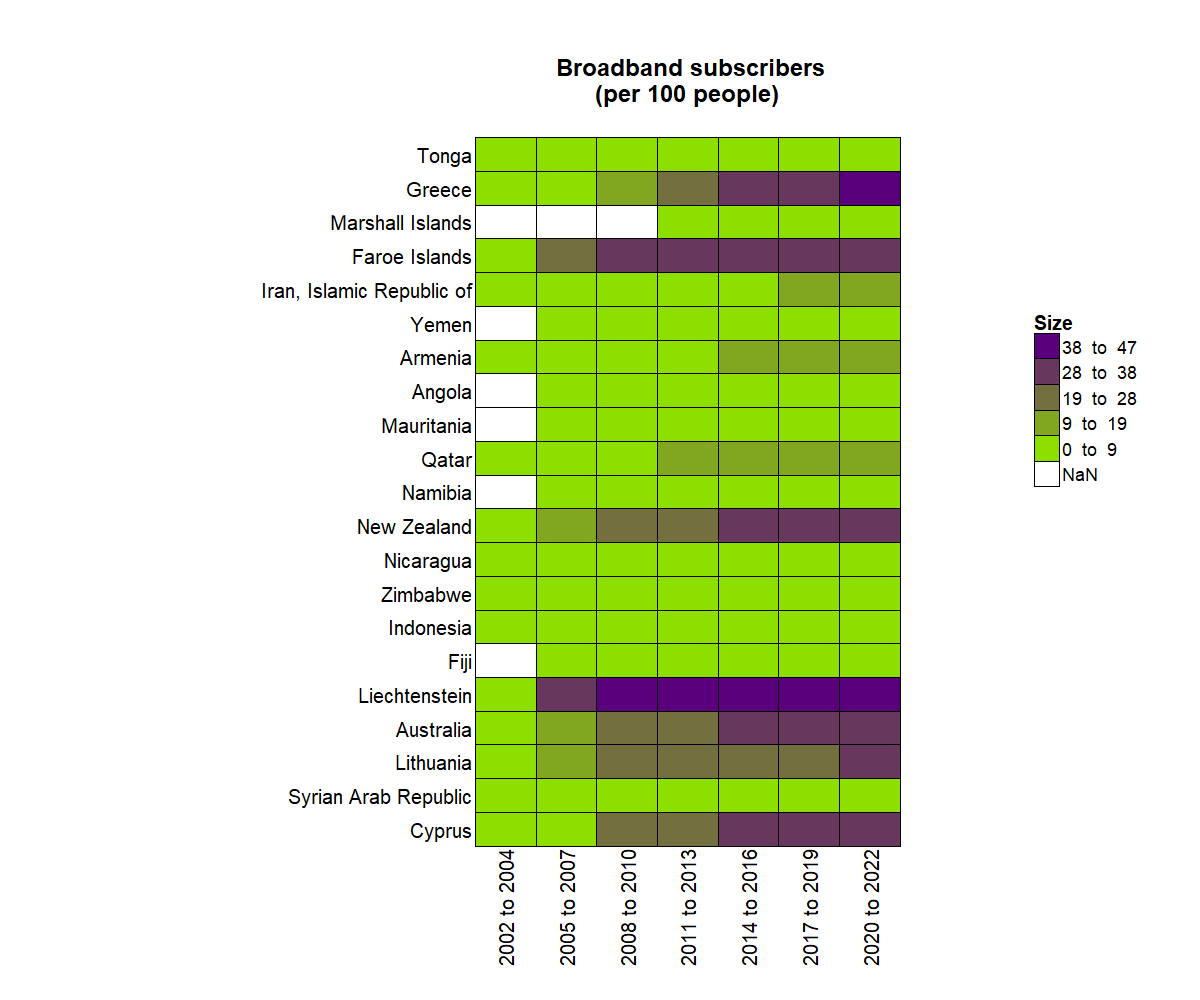 Broadband subscribers
(per 100 people)
Tonga
Greece
Marshall Islands
Faroe Islands
Iran, Islamic Republic of
Yemen
Armenia
Angola
Mauritania
Qatar
Namibia
New Zealand
Nicaragua
Zimbabwe
Indonesia
Fiji
Liechtenstein
Australia
Lithuania
Syrian Arab Republic
Cyprus
2002 to 2004
2005 to 2007
2008 to 2010
2011 to 2013
2014 to 2016
2017 to 2019
2020 to 2022
Size
38 to 47
28 to 38
19 to 28
9 to 19
0 to 9
NaN